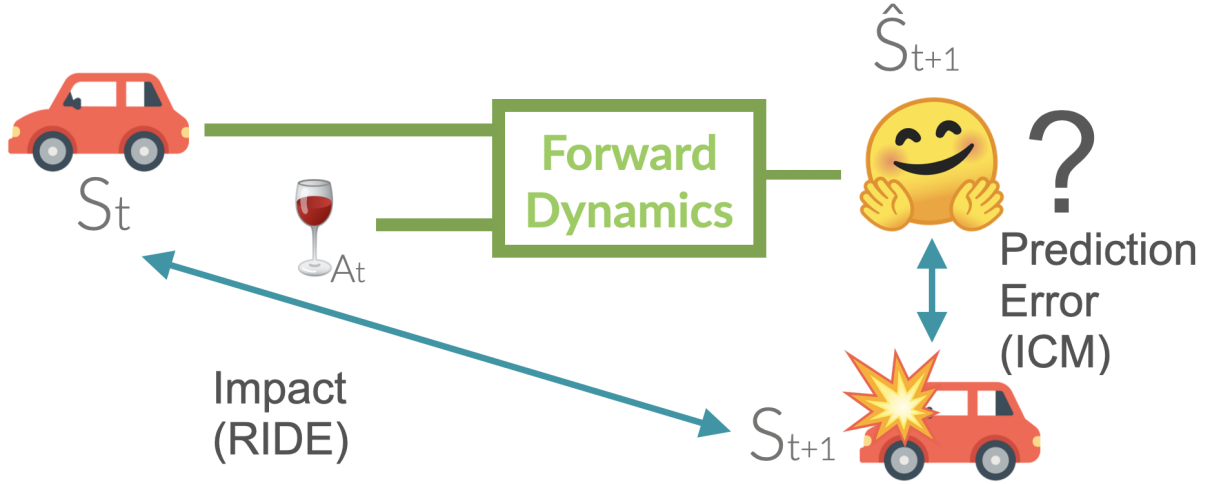 Ŝt+1
Forward
Dynamics
?
St
At
Prediction
Error
(ICM)
Impact
(RIDE)
St+1